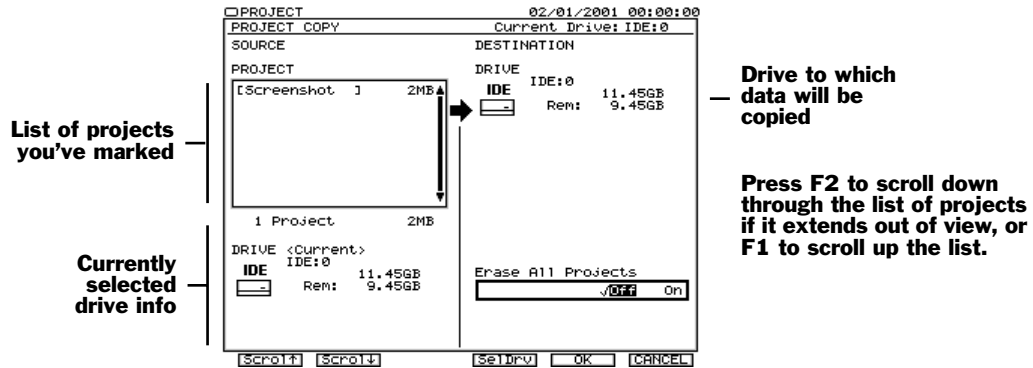 PROJECT 02/01/2001 00:00:00
PROJECT COPY Current Drive: IDE:0
SOURCE
PROJECT
[Screenshot ] 2MB
1 Project 2MB
DRIVE <Current>
IDE:0
IDE
11.45GB
Rem: 9.45GB
DESTINATION
DRIVE
IDE:0
IDE
11.45GB
Rem: 9.45GB
Erase All Projects
√Off On
Scrol↑ Scrol↓ SelDrv OK CANCEL
List of projects
you've marked
Currently
selected
drive info
Drive to which
data will be
copied
Press F2 to scroll down
through the list of projects
if it extends out of view, or
F1 to scroll up the list.